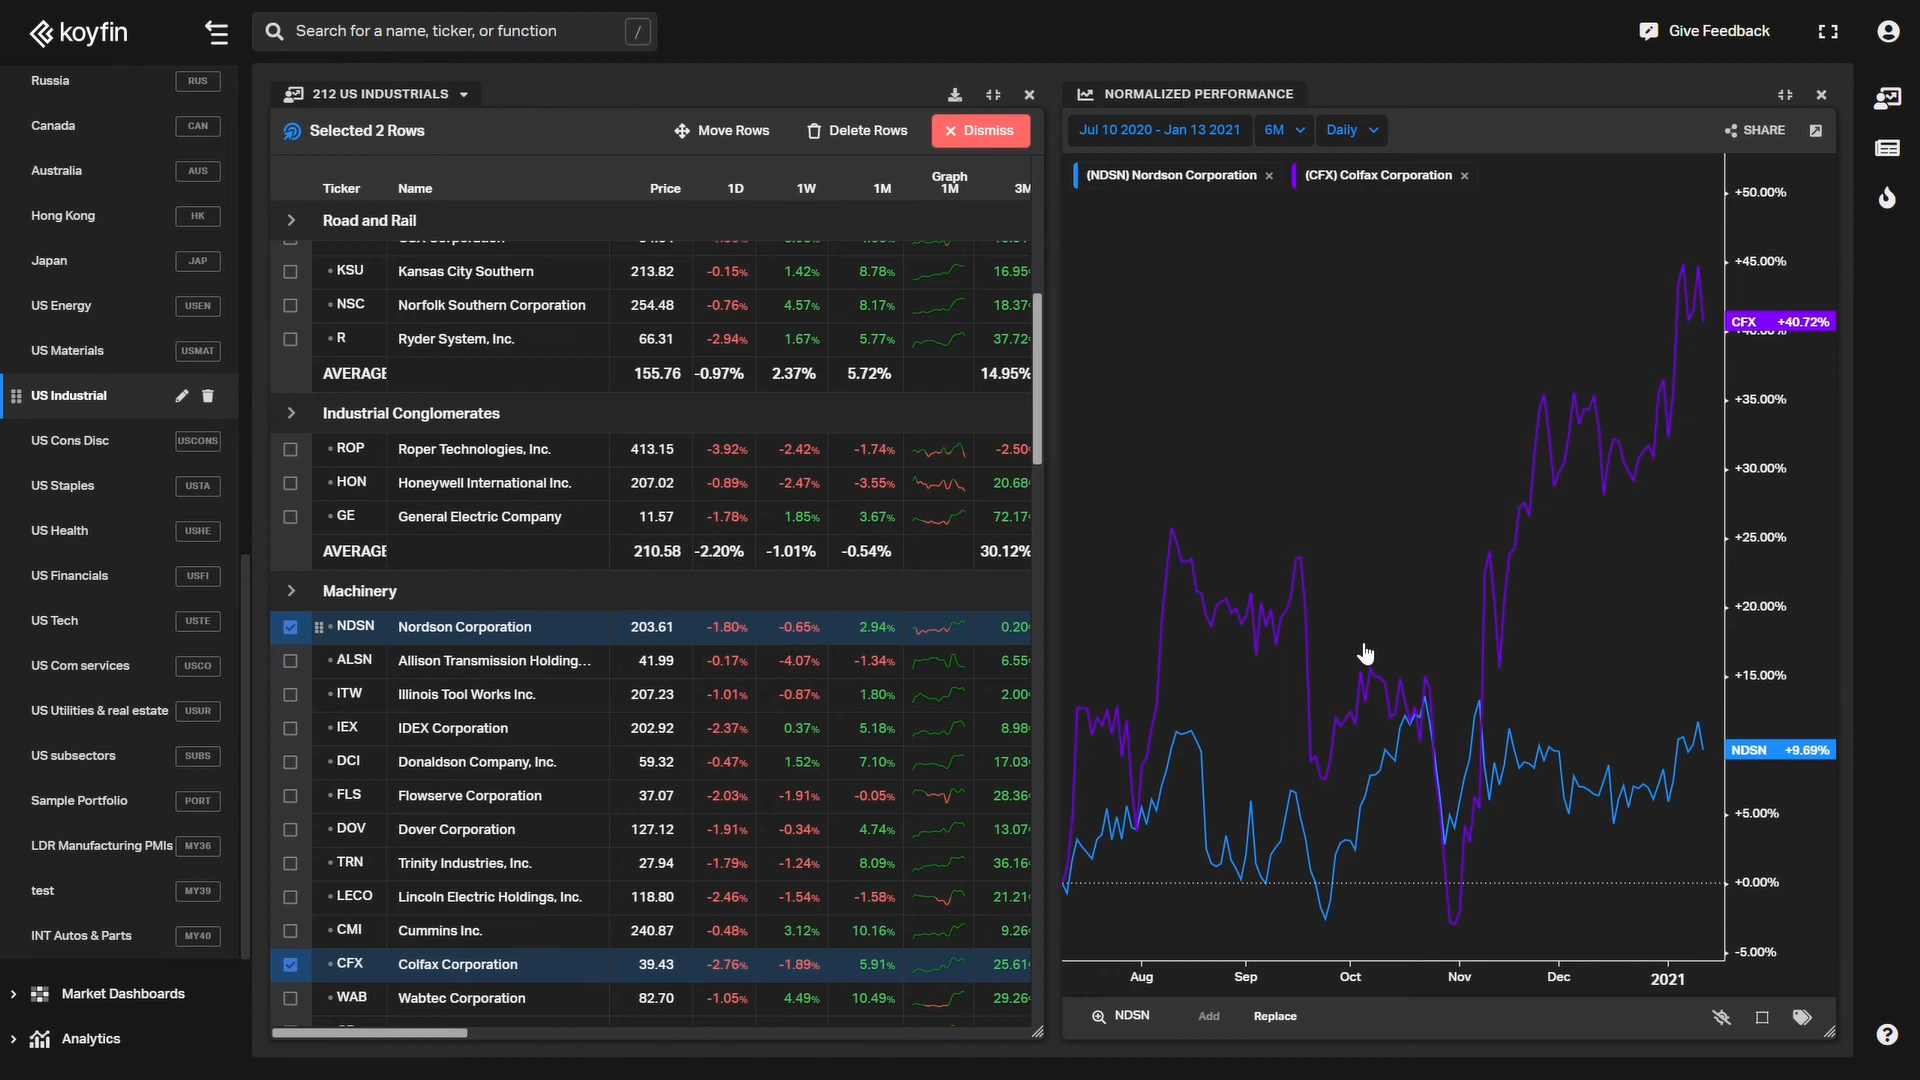 koyfin
Search for a name, ticker, or function
/
Give Feedback
Russia RUS
Canada CAN
Australia AUS
Hong Kong HK
Japan JAP
US Energy USEN
US Materials USMAT
US Industrial
US Cons Disc USCONS
US Staples USTA
US Health USHE
US Financials USFI
US Tech USTE
US Com services USCO
US Utilities & real estate USUR
US subsectors SUBS
Sample Portfolio PORT
LDR Manufacturing PMIs MY36
test MY39
INT Autos & Parts MY40
Market Dashboards
Analytics
212 US INDUSTRIALS
Selected 2 Rows Move Rows Delete Rows Dismiss
Ticker Name Price 1D 1W 1M Graph 1M 3M
Road and Rail
KSU Kansas City Southern 213.82 -0.15% 1.42% 8.78% 16.95
NSC Norfolk Southern Corporation 254.48 -0.76% 4.57% 8.17% 18.37
R Ryder System, Inc. 66.31 -2.94% 1.67% 5.77% 37.72
AVERAGE 155.76 -0.97% 2.37% 5.72% 14.95%
Industrial Conglomerates
ROP Roper Technologies, Inc. 413.15 -3.92% -2.42% -1.74% -2.50
HON Honeywell International Inc. 207.02 -0.89% -2.47% -3.55% 20.68
GE General Electric Company 11.57 -1.78% 1.85% 3.67% 72.17
AVERAGE 210.58 -2.20% -1.01% -0.54% 30.12%
Machinery
NDSN Nordson Corporation 203.61 -1.80% -0.65% 2.94% 0.20
ALSN Allison Transmission Holding... 41.99 -0.17% -4.07% -1.34% 6.55
ITW Illinois Tool Works Inc. 207.23 -1.01% -0.87% 1.80% 2.00
IEX IDEX Corporation 202.92 -2.37% 0.37% 5.18% 8.98
DCI Donaldson Company, Inc. 59.32 -0.47% 1.52% 7.10% 17.03
FLS Flowserve Corporation 37.07 -2.03% -1.91% -0.05% 28.36
DOV Dover Corporation 127.12 -1.91% -0.34% 4.74% 13.07
TRN Trinity Industries, Inc. 27.94 -1.79% -1.24% 8.09% 36.16
LECO Lincoln Electric Holdings, Inc. 118.80 -2.46% -1.54% -1.58% 21.21
CMI Cummins Inc. 240.87 -0.48% 3.12% 10.16% 9.26
CFX Colfax Corporation 39.43 -2.76% -1.89% 5.91% 25.61
WAB Wabtec Corporation 82.70 -1.05% 4.49% 10.49% 29.26
NORMALIZED PERFORMANCE
Jul 10 2020 - Jan 13 2021 6M Daily SHARE
(NDSN) Nordson Corporation (CFX) Colfax Corporation
+50.00%
+45.00%
CFX +40.72%
+35.00%
+30.00%
+25.00%
+20.00%
+15.00%
NDSN +9.69%
+5.00%
+0.00%
-5.00%
Aug Sep Oct Nov Dec 2021
NDSN Add Replace